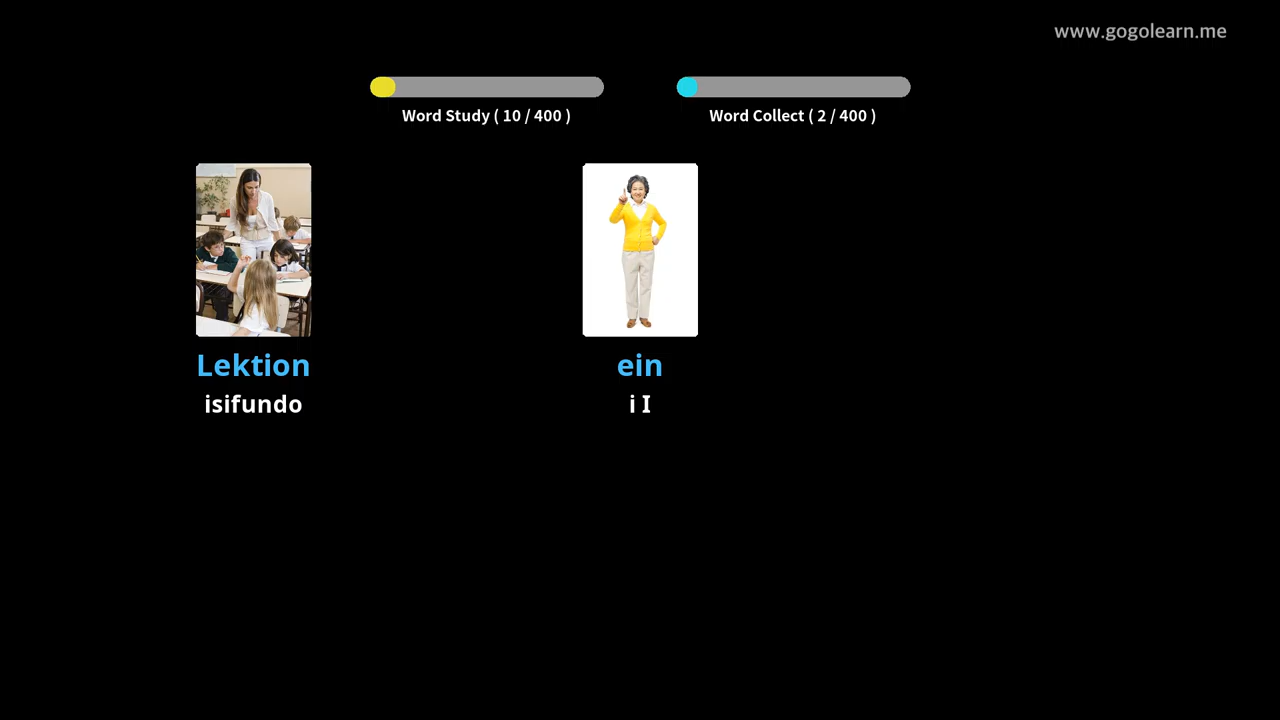 www.gogolearn.me
Word Study ( 10 / 400 )
Word Collect ( 2 / 400 )
Lektion
isifundo
ein
i I